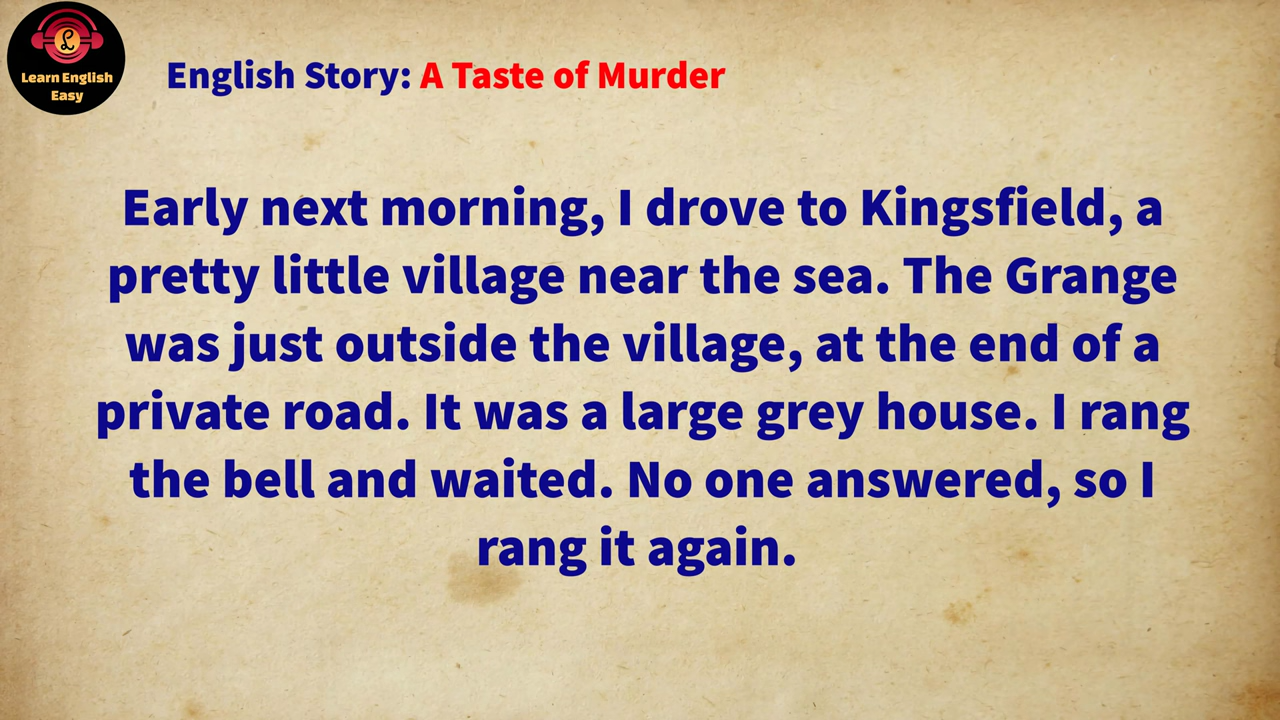 Learn English
Easy
English Story: A Taste of Murder
Early next morning, I drove to Kingsfield, a
pretty little village near the sea. The Grange
was just outside the village, at the end of a
private road. It was a large grey house. I rang
the bell and waited. No one answered, so I
rang it again.